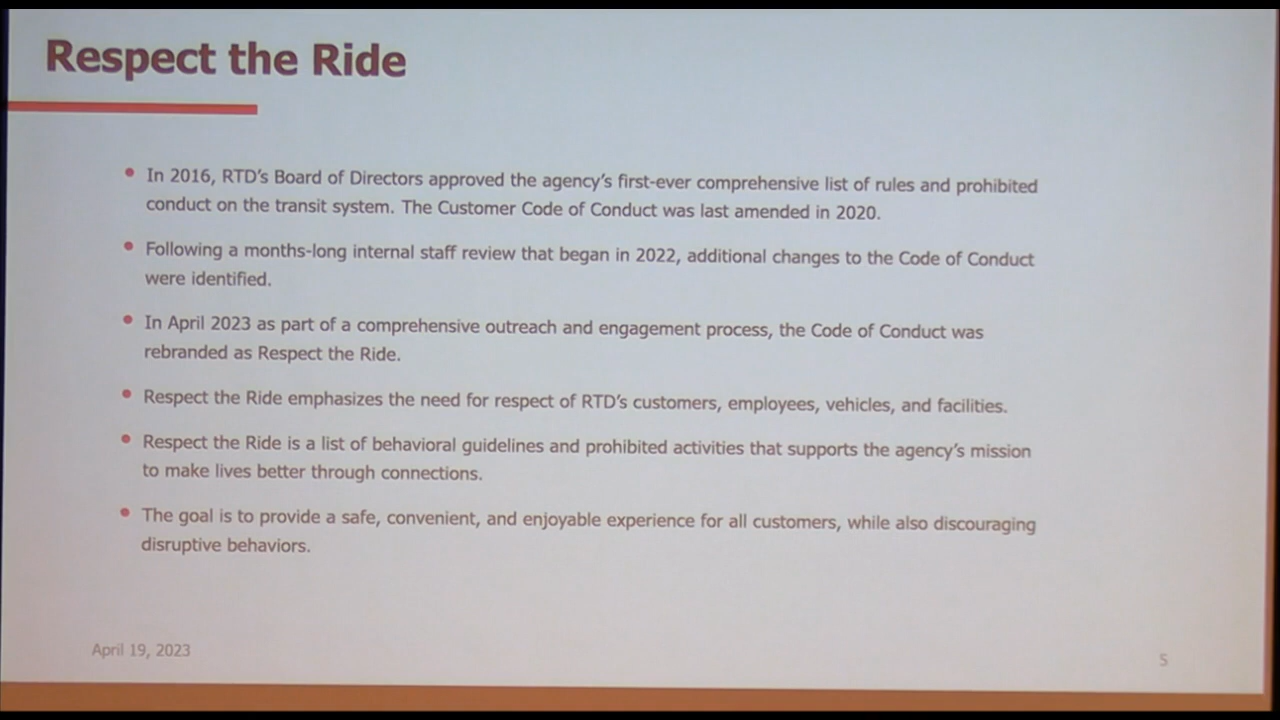 Respect the Ride
• In 2016, RTD's Board of Directors approved the agency's first-ever comprehensive list of rules and prohibited
conduct on the transit system. The Customer Code of Conduct was last amended in 2020.
• Following a months-long internal staff review that began in 2022, additional changes to the Code of Conduct
were identified.
• In April 2023 as part of a comprehensive outreach and engagement process, the Code of Conduct was
rebranded as Respect the Ride.
• Respect the Ride emphasizes the need for respect of RTD's customers, employees, vehicles, and facilities.
• Respect the Ride is a list of behavioral guidelines and prohibited activities that supports the agency's mission
to make lives better through connections.
• The goal is to provide a safe, convenient, and enjoyable experience for all customers, while also discouraging
disruptive behaviors.
April 19, 2023
5